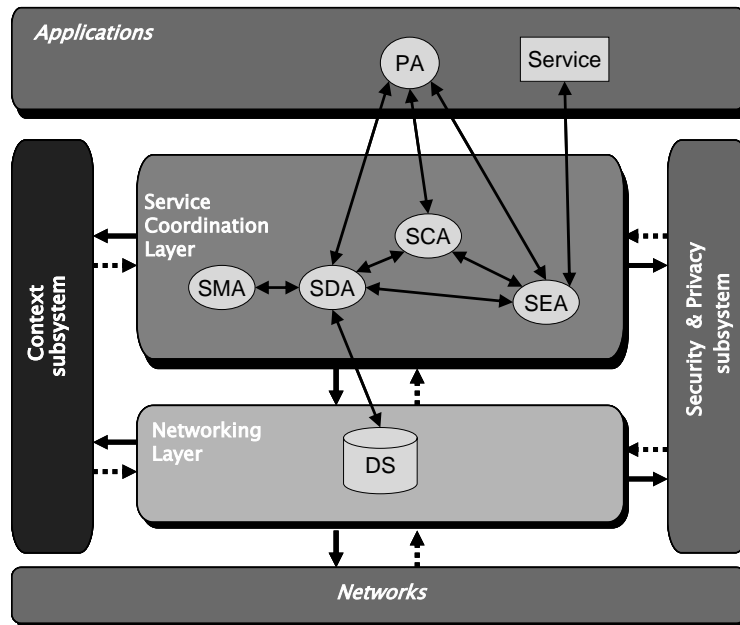 Applications
PA
Service
Service
Coordination
Layer
SCA
SMA
SDA
SEA
Context
subsystem
Security & Privacy
subsystem
Networking
Layer
DS
Networks